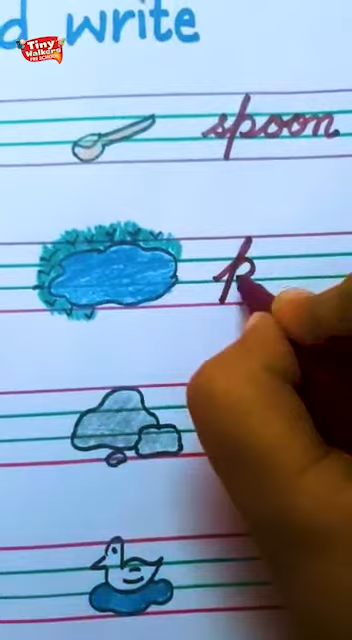 d write
Tiny
Walkers
PRE SCHOOL
spoon
p